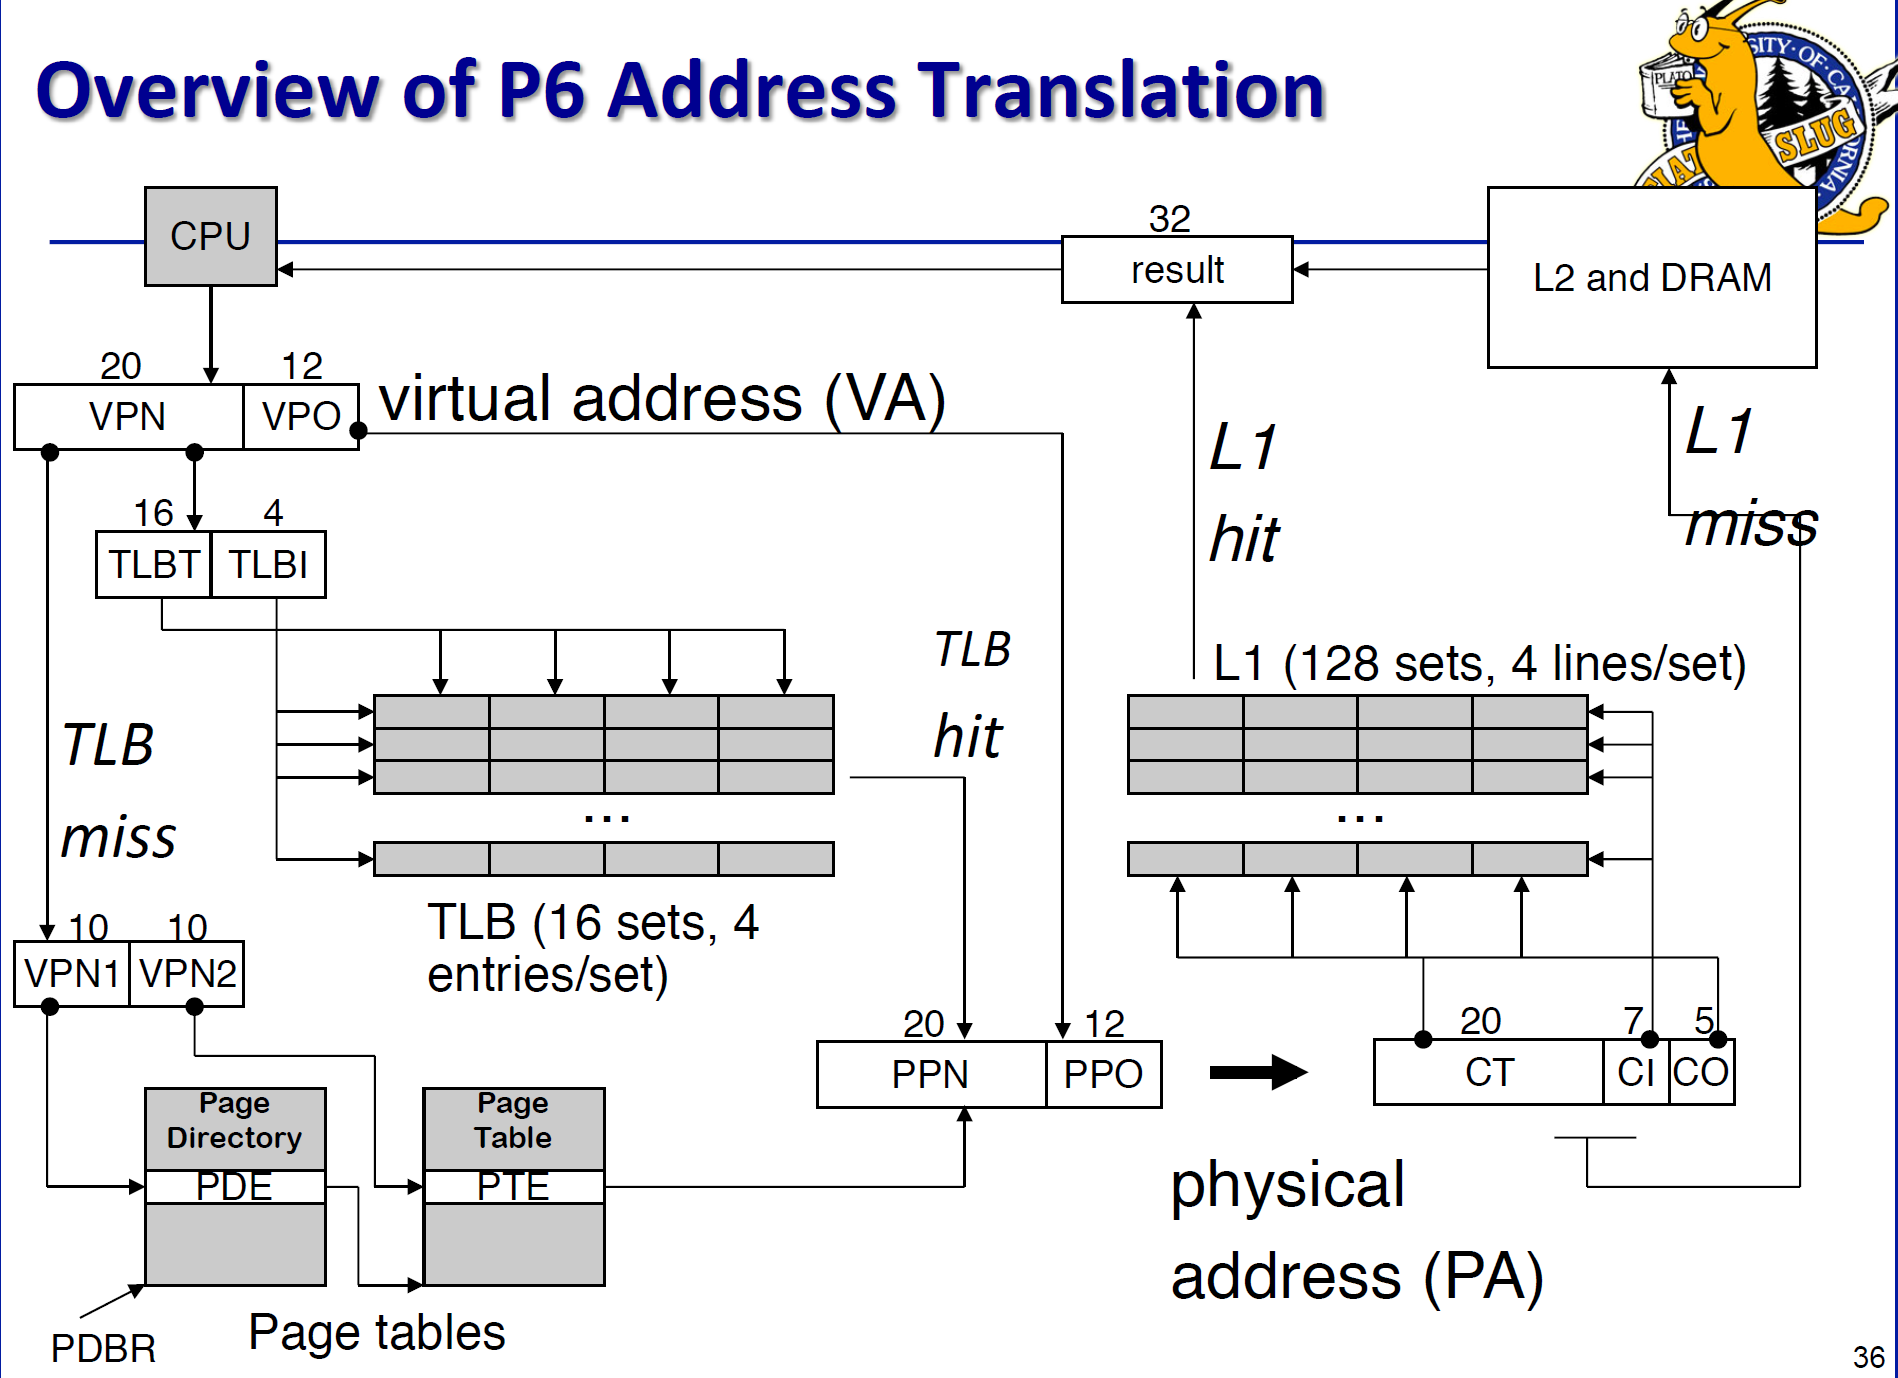 Overview of P6 Address Translation
SITY·OF·CA
PLATO
SLUG
FIAT
CPU
32
result
L2 and DRAM
20
12
VPN
VPO
virtual address (VA)
L1
hit
L1
miss
16
4
TLBT
TLBI
TLB
hit
L1 (128 sets, 4 lines/set)
TLB
miss
...
...
TLB (16 sets, 4
entries/set)
10
10
VPN1
VPN2
20
12
PPN
PPO
20
7
5
CT
CI
CO
Page
Directory
PDE
Page
Table
PTE
physical
address (PA)
PDBR
Page tables
36